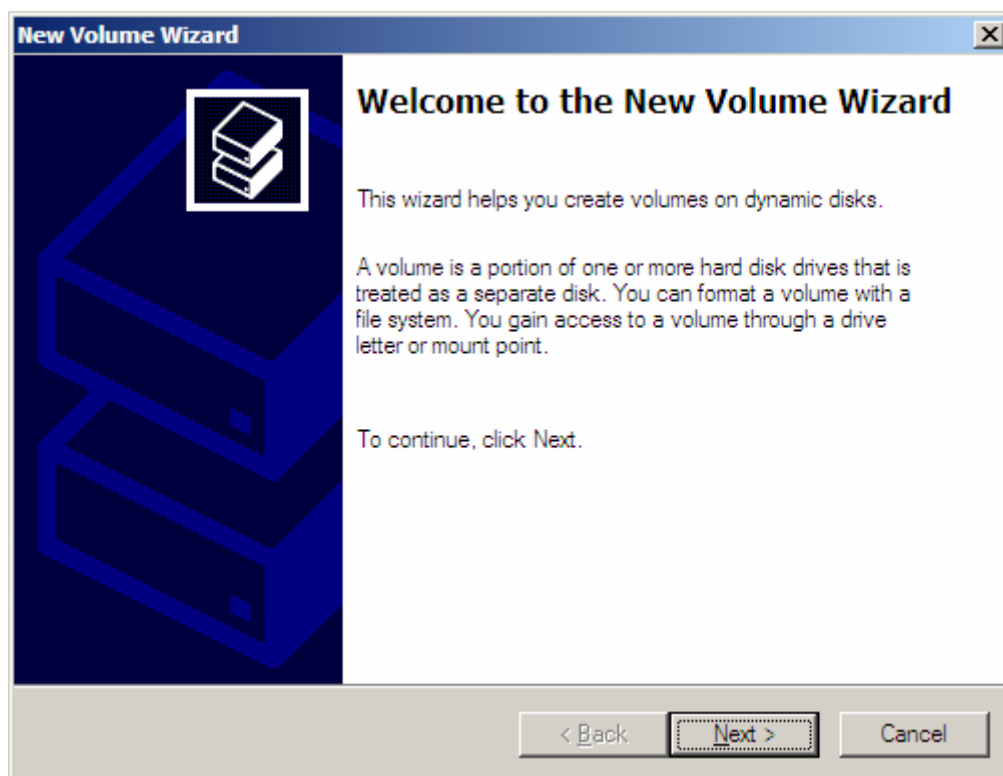 New Volume Wizard
Welcome to the New Volume Wizard
This wizard helps you create volumes on dynamic disks.
A volume is a portion of one or more hard disk drives that is
treated as a separate disk. You can format a volume with a
file system. You gain access to a volume through a drive
letter or mount point.
To continue, click Next.
< Back Next > Cancel